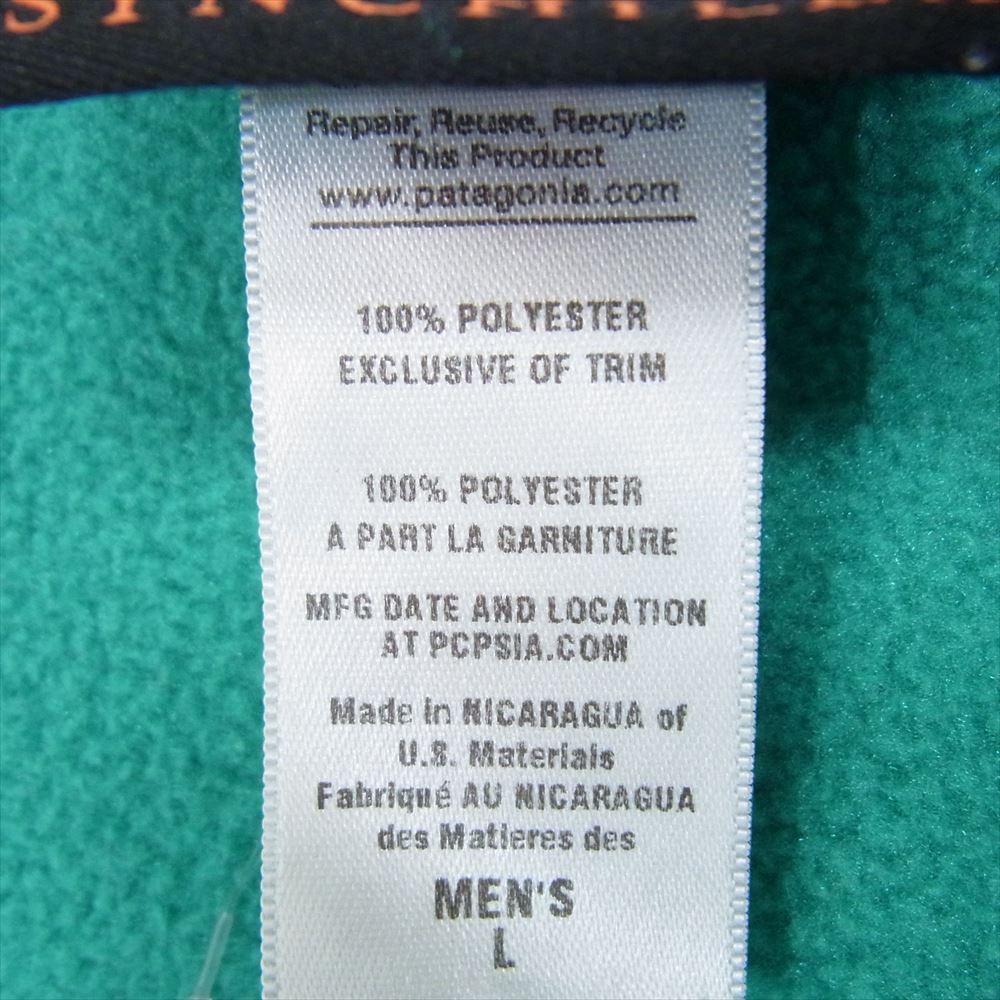 SYNCHILLA
Repair, Reuse, Recycle
This Product
www.patagonia.com
100% POLYESTER
EXCLUSIVE OF TRIM
100% POLYESTER
A PART LA GARNITURE
MFG DATE AND LOCATION
AT PCPSIA.COM
Made in NICARAGUA of
U.S. Materials
Fabriqué AU NICARAGUA
des Matieres des
MEN'S
L